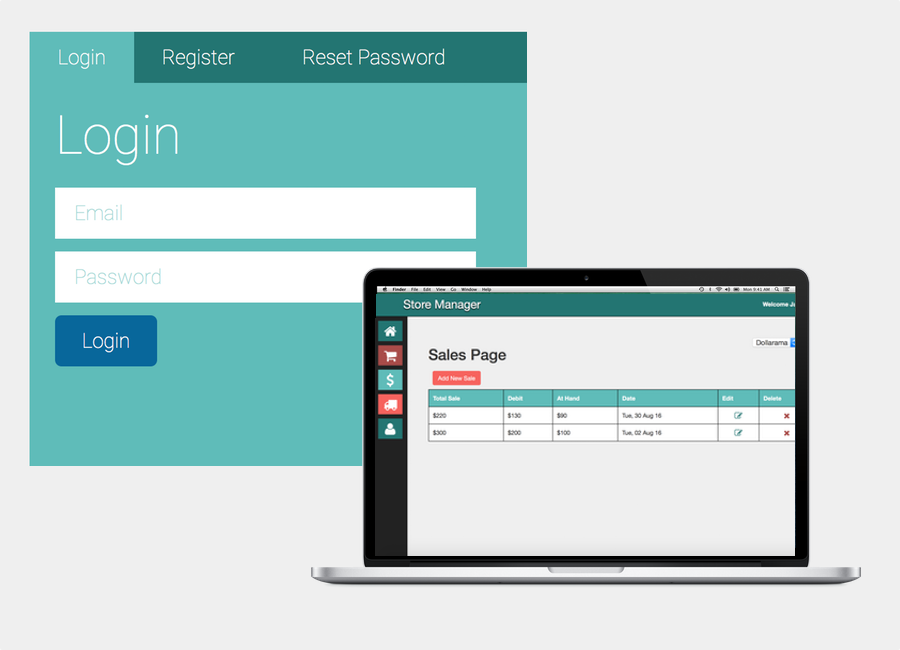 Login Register Reset Password
Login
Email
Password
Login
Finder File Edit View Go Window Help Mon 9:41 AM
Store Manager Welcome
Dollarama
Sales Page
Add New Sale
Total Sale Debit At Hand Date Edit Delete
$220 $130 $90 Tue, 30 Aug 16
$300 $200 $100 Tue, 02 Aug 16